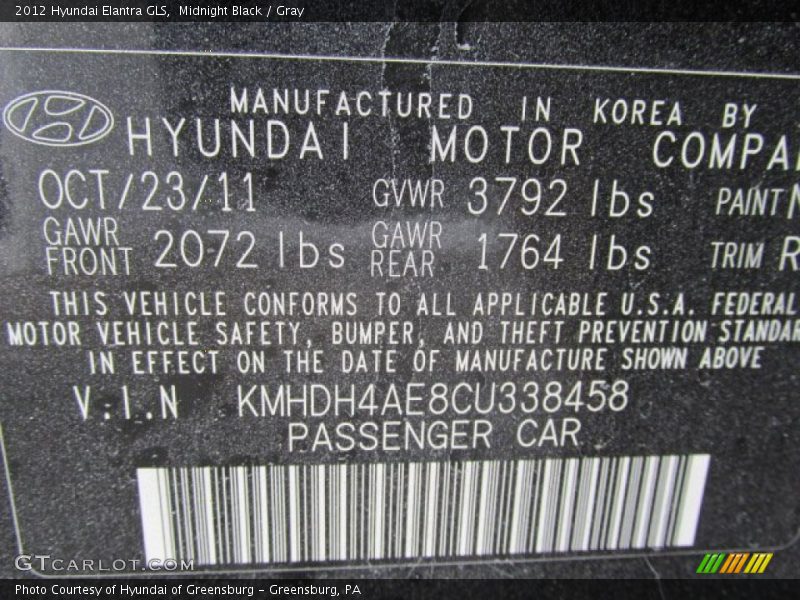 2012 Hyundai Elantra GLS, Midnight Black / Gray
MANUFACTURED IN KOREA BY
HYUNDAI MOTOR
OCT/23/11 GVWR 3792 lbs PAINT
GAWR FRONT 2072 lbs GAWR REAR 1764 lbs TRIM
THIS VEHICLE CONFORMS TO ALL APPLICABLE U.S.A. FEDERAL
MOTOR VEHICLE SAFETY, BUMPER, AND THEFT PREVENTION
IN EFFECT ON THE DATE OF MANUFACTURE SHOWN ABOVE
V.I.N KMHDH4AE8CU338458
PASSENGER CAR
GTcarlot.com
Photo Courtesy of Hyundai of Greensburg - Greensburg, PA